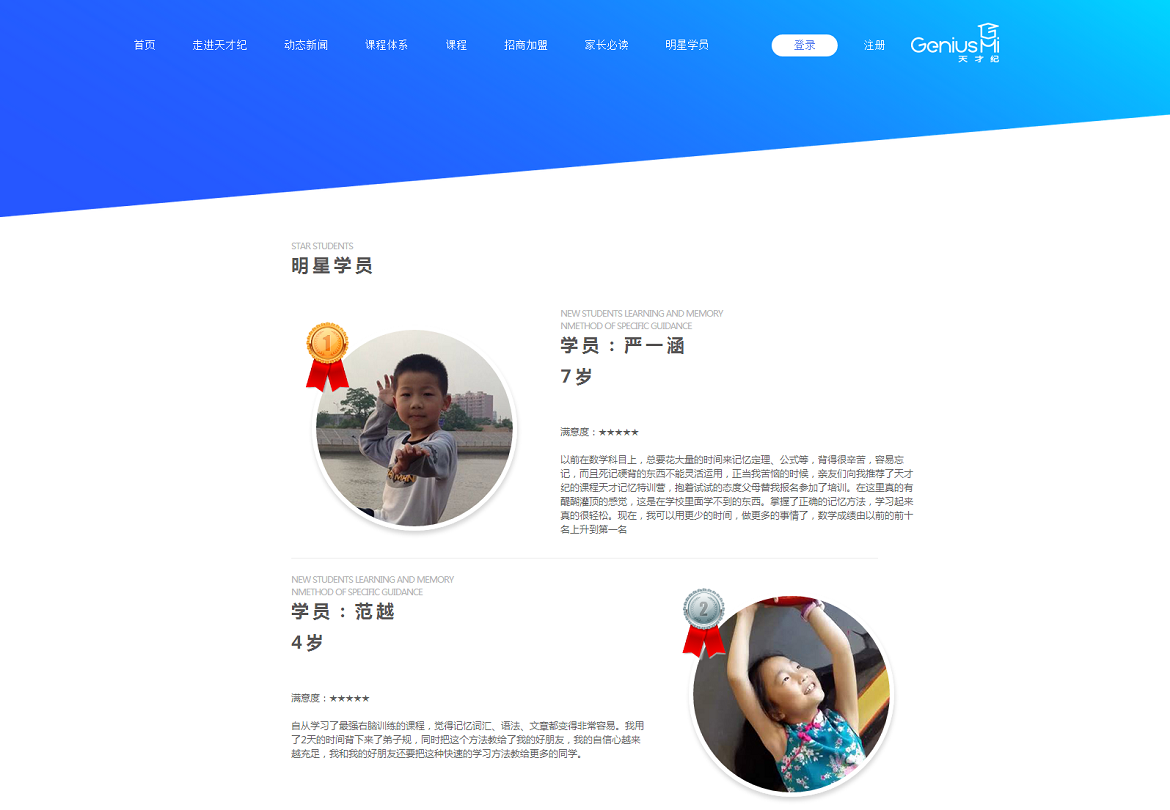 首页 走进天才纪 动态新闻 课程体系 课程 招商加盟 家长必读 明星学员 登录 注册 GeniusMi
天才纪
STAR STUDENTS
明星学员
NEW STUDENTS LEARNING AND MEMORY
NMETHOD OF SPECIFIC GUIDANCE
学员：严一涵
7岁
1
满意度：★★★★★
以前在数学科目上，总要花大量的时间来记忆定理、公式等，背得很辛苦，容易忘
记，而且死记硬背的东西不能灵活运用，正当我苦恼的时候，亲友们向我推荐了天才
纪的课程天才记忆特训营，抱着试试的态度父母替我报名参加了培训。在这里真的有
醍醐灌顶的感觉，这是在学校里面学不到的东西。掌握了正确的记忆方法，学习起来
真的很轻松。现在，我可以用更少的时间，做更多的事情了，数学成绩由以前的前十
名上升到第一名
NEW STUDENTS LEARNING AND MEMORY
NMETHOD OF SPECIFIC GUIDANCE
学员：范越
4岁
2
满意度：★★★★★
自从学习了最强右脑训练的课程，觉得记忆词汇、语法、文章都变得非常容易。我用
了2天的时间背下来了弟子规，同时把这个方法教给了我的好朋友，我的自信心越来
越充足，我和我的好朋友还要把这种快速的学习方法教给更多的同学。